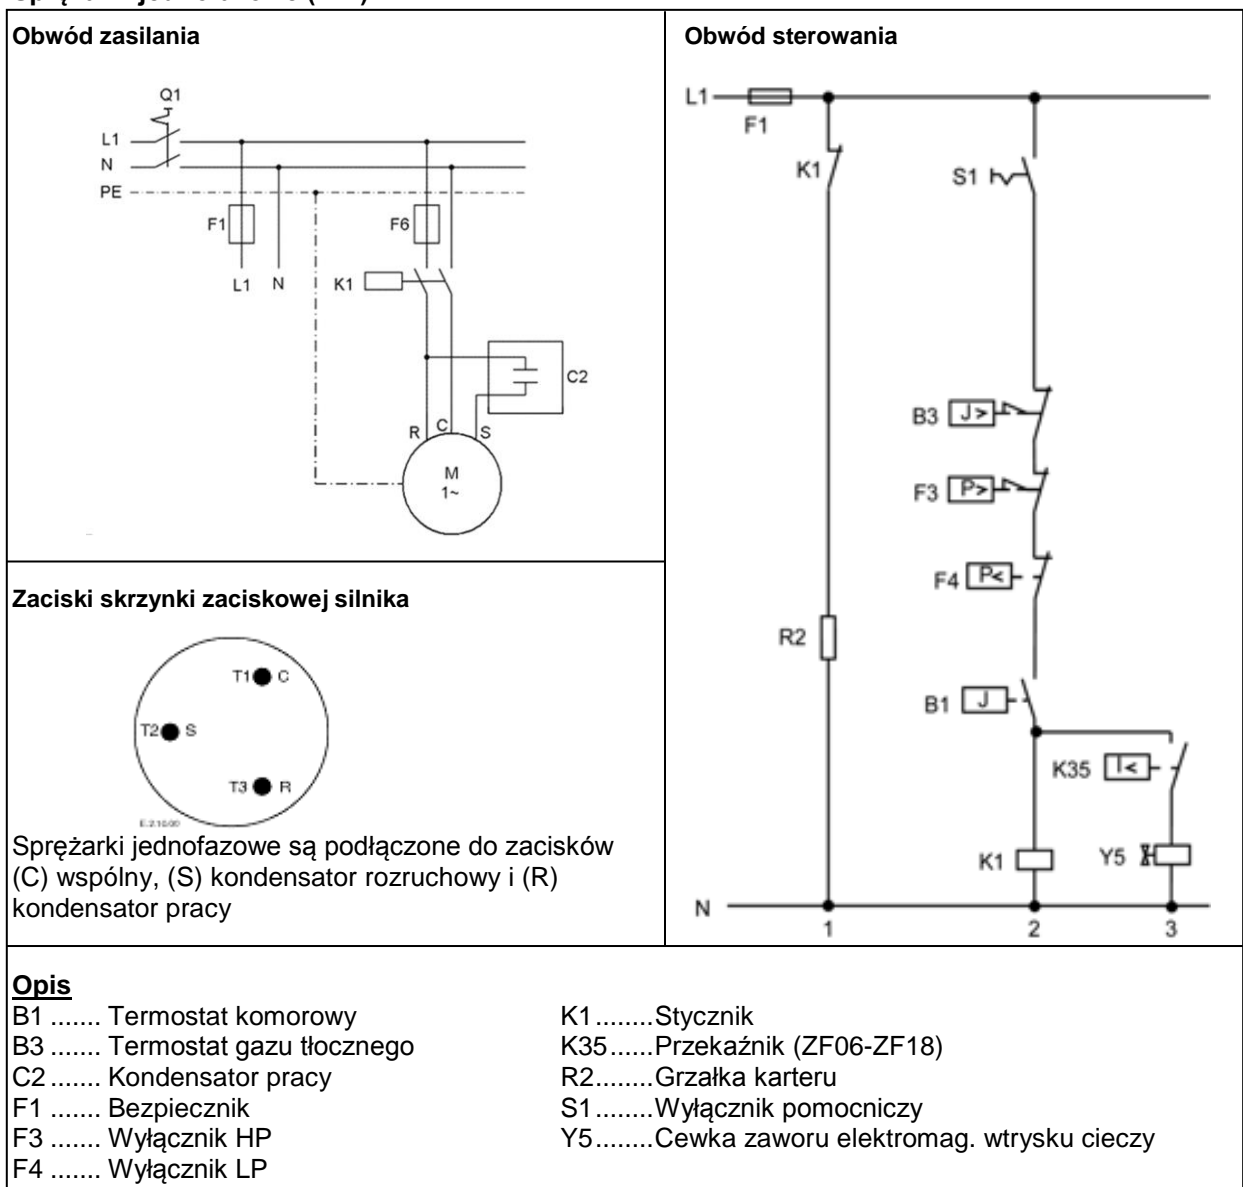 Obwód zasilania
Q1
L1
N
PE
F1
F6
L1 N
K1
C2
R C S
M
1~
Zaciski skrzynki zaciskowej silnika
T1 C
T2 S
T3 R
E.2.10.00
Sprężarki jednofazowe są podłączone do zacisków
(C) wspólny, (S) kondensator rozruchowy i (R)
kondensator pracy
Obwód sterowania
L1
F1
K1
S1
B3 J>
F3 P>
F4 P<
R2
B1 J
K35 I<
K1
Y5
N
1 2 3
Opis
B1 ....... Termostat komorowy
B3 ....... Termostat gazu tłocznego
C2 ....... Kondensator pracy
F1 ....... Bezpiecznik
F3 ....... Wyłącznik HP
F4 ....... Wyłącznik LP
K1 ........Stycznik
K35......Przekaźnik (ZF06-ZF18)
R2........Grzałka karteru
S1........Wyłącznik pomocniczy
Y5........Cewka zaworu elektromag. wtrysku cieczy